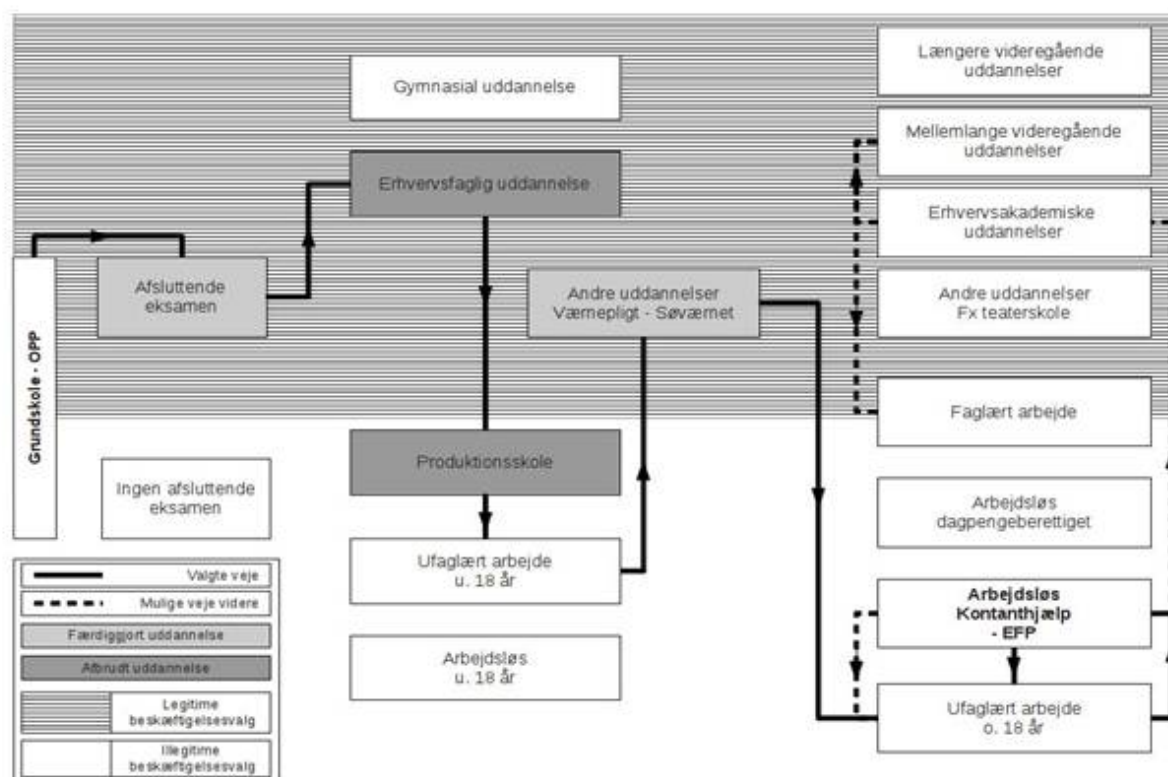 Længere videregående
uddannelser
Gymnasial uddannelse
Mellemlange videregående
uddannelser
Erhvervsfaglig uddannelse
Erhvervsakademiske
uddannelser
Grundskole - OPP
Afsluttende
eksamen
Andre uddannelser
Værnepligt - Søværnet
Andre uddannelser
Fx teaterskole
Faglært arbejde
Produktionsskole
Ingen afsluttende
eksamen
Arbejdsløs
dagpengeberettiget
Ufaglært arbejde
u. 18 år
Arbejdsløs
Kontanthjælp
- EFP
Arbejdsløs
u. 18 år
Ufaglært arbejde
o. 18 år
Valgte veje
Mulige veje videre
Færdiggjort uddannelse
Afbrudt uddannelse
Legitime
beskæftigelsesvalg
Illegitime
beskæftigelsesvalg